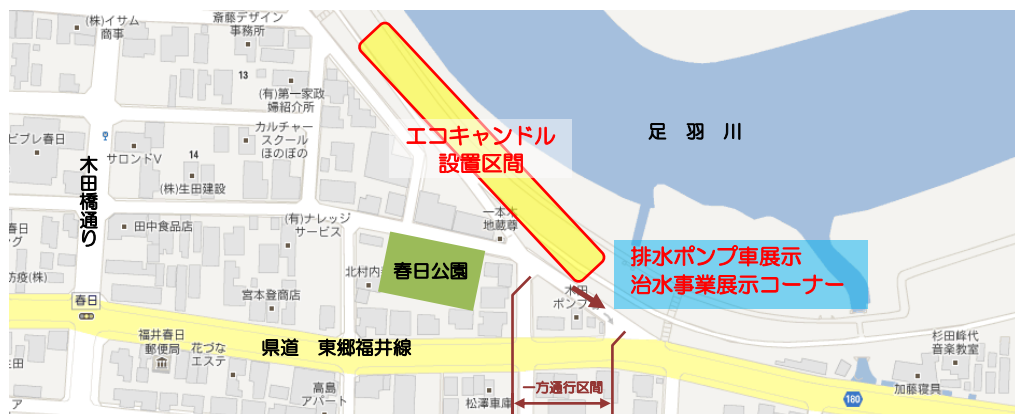 (株)イサム
商事
斎藤デザイン
事務所
13
(有)第一家政
婦紹介所
エコキャンドル
設置区間
足 羽 川
カルチャー
スクール
ほのぼの
ビブレ春日
サロンドV
14
(株)生田建設
木田橋通り
田中食品店
(有)ナレッジ
サービス
一本木
地蔵尊
春日
防疫(株)
北村内
春日公園
排水ポンプ車展示
治水事業展示コーナー
宮本登商店
木田
ポンプ
春日
福井春日
郵便局
花づな
エステ
県道 東郷福井線
杉田峰代
音楽教室
一方通行区間
高島
アパート
松澤車庫
180
加藤寝具
ア